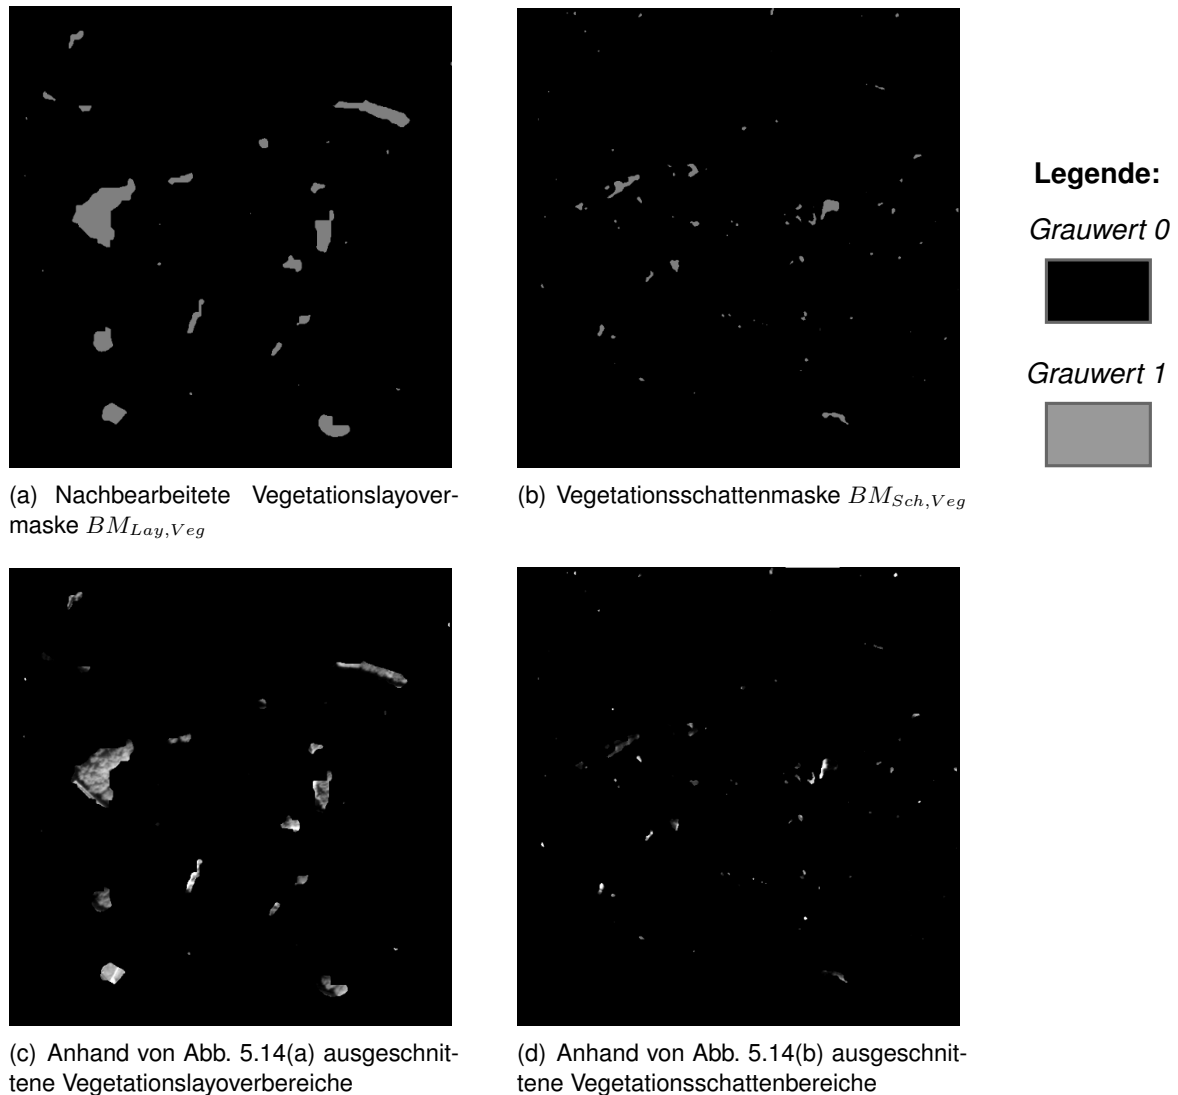 Legende:
Grauwert 0
Grauwert 1
(a) Nachbearbeitete Vegetationslayover-
maske BM_{Lay,Veg}
(b) Vegetationsschattenmaske BM_{Sch,Veg}
(c) Anhand von Abb. 5.14(a) ausgeschnit-
tene Vegetationslayoverbereiche
(d) Anhand von Abb. 5.14(b) ausgeschnit-
tene Vegetationsschattenbereiche